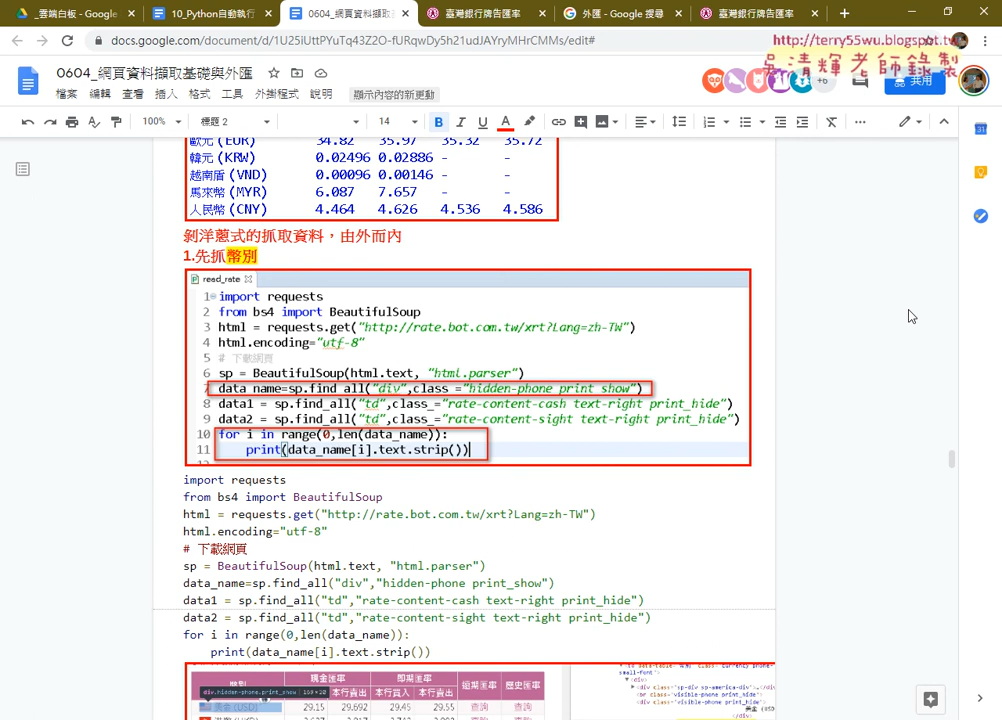 _雲端白板 - Google
10_Python自動執行
0604_網頁資料擷取
臺灣銀行牌告匯率
外匯 - Google 搜尋
臺灣銀行牌告匯率
docs.google.com/document/d/1U25iUttPYuTq43Z2O-fURqwDy5h21udJAYryMHrCMMs/edit#
http://terry55wu.blogspot.tw
吳清輝老師錄製
0604_網頁資料擷取基礎與外匯
檔案 編輯 查看 插入 格式 工具 外掛程式 說明 顯示內容的新更動
+6
共用
100% 標題 2 14 B I U A
歐元 (EUR) 34.82 35.97 35.32 35.72
韓元 (KRW) 0.02496 0.02886 - -
越南盾 (VND) 0.00096 0.00146 - -
馬來幣 (MYR) 6.087 7.657 - -
人民幣 (CNY) 4.464 4.626 4.536 4.586
剝洋蔥式的抓取資料，由外而內
1.先抓幣別
read_rate
1 import requests
2 from bs4 import BeautifulSoup
3 html = requests.get("http://rate.bot.com.tw/xrt?Lang=zh-TW")
4 html.encoding="utf-8"
5 # 下載網頁
6 sp = BeautifulSoup(html.text, "html.parser")
7 data_name=sp.find_all("div",class_="hidden-phone print_show")
8 data1 = sp.find_all("td",class_="rate-content-cash text-right print_hide")
9 data2 = sp.find_all("td",class_="rate-content-sight text-right print_hide")
10 for i in range(0,len(data_name)):
11 print(data_name[i].text.strip())
import requests
from bs4 import BeautifulSoup
html = requests.get("http://rate.bot.com.tw/xrt?Lang=zh-TW")
html.encoding="utf-8"
# 下載網頁
sp = BeautifulSoup(html.text, "html.parser")
data_name=sp.find_all("div","hidden-phone print_show")
data1 = sp.find_all("td","rate-content-cash text-right print_hide")
data2 = sp.find_all("td","rate-content-sight text-right print_hide")
for i in range(0,len(data_name)):
print(data_name[i].text.strip())
幣別 現金匯率 即期匯率 遠期匯率 歷史匯率
本行買入 本行賣出
div.hidden-phone.print_show
美金 (USD) 29.15 29.692 29.45 29.55 查詢 查詢